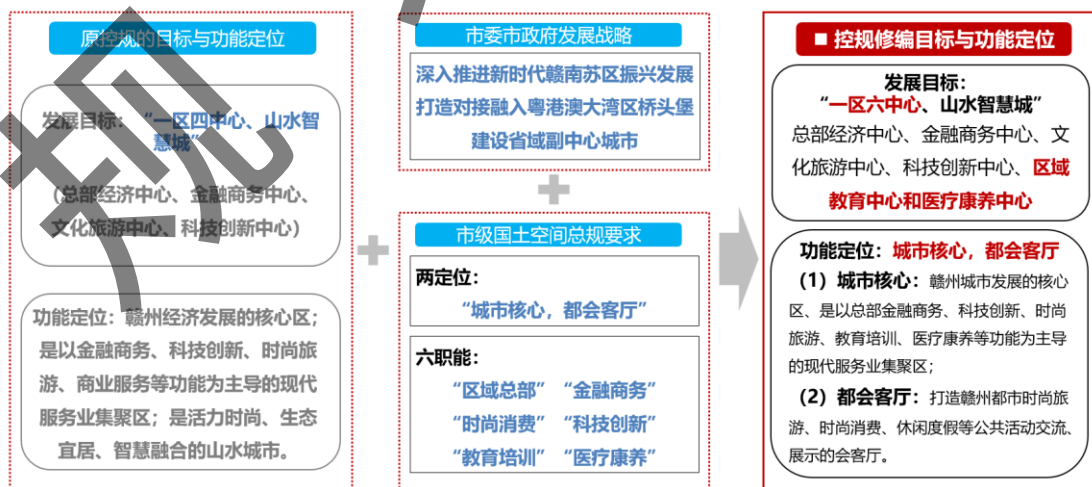 原控规的目标与功能定位
发展目标：“一区四中心、山水智
慧城”
（总部经济中心、金融商务中心、
文化旅游中心、科技创新中心）
功能定位：赣州经济发展的核心区；
是以金融商务、科技创新、时尚旅
游、商业服务等功能为主导的现代
服务业集聚区；是活力时尚、生态
宜居、智慧融合的山水城市。
市委市政府发展战略
深入推进新时代赣南苏区振兴发展
打造对接融入粤港澳大湾区桥头堡
建设省域副中心城市
市级国土空间总规要求
两定位：
“城市核心，都会客厅”
六职能：
“区域总部” “金融商务”
“时尚消费” “科技创新”
“教育培训” “医疗康养”
■ 控规修编目标与功能定位
发展目标：
“一区六中心、山水智慧城”
总部经济中心、金融商务中心、文
化旅游中心、科技创新中心、区域
教育中心和医疗康养中心
功能定位：城市核心，都会客厅
（1）城市核心：赣州城市发展的核心
区、是以总部金融商务、科技创新、时尚
旅游、教育培训、医疗康养等功能为主导
的现代服务业集聚区；
（2）都会客厅：打造赣州都市时尚旅
游、时尚消费、休闲度假等公共活动交流、
展示的会客厅。